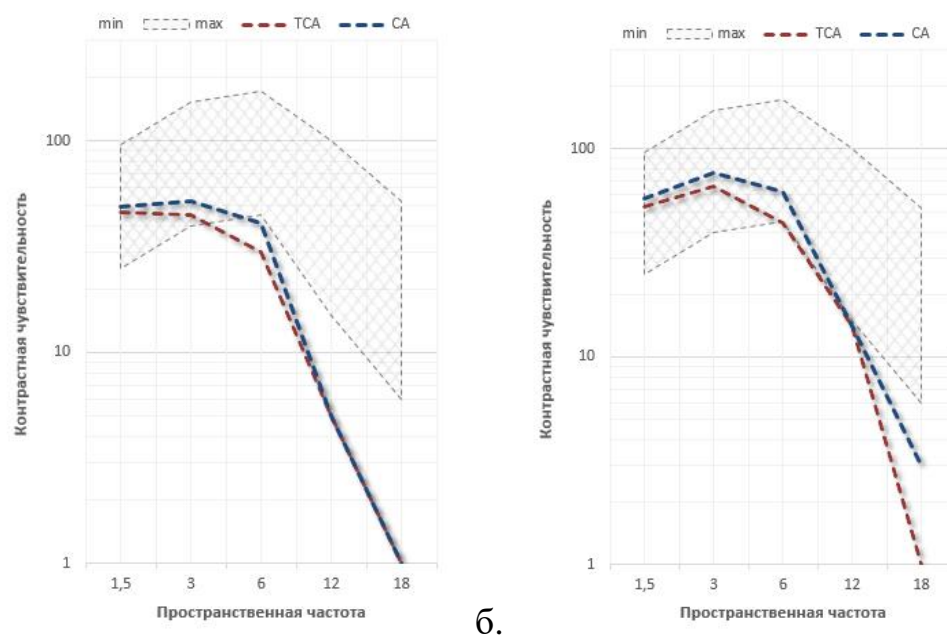 min max TCA CA
Контрастная чувствительность
100
10
1
1,5 3 6 12 18
Пространственная частота
б.
min max TCA CA
Контрастная чувствительность
100
10
1
1,5 3 6 12 18
Пространственная частота